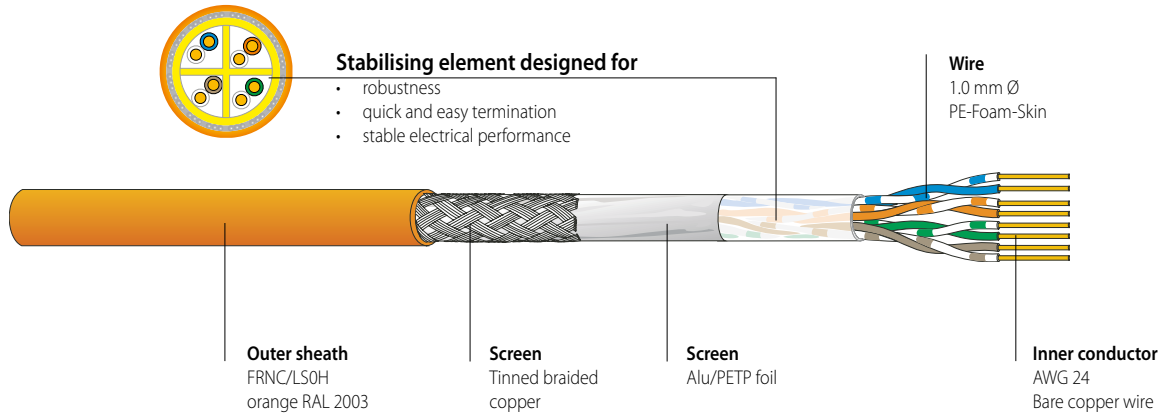 Stabilising element designed for
• robustness
• quick and easy termination
• stable electrical performance
Wire
1.0 mm Ø
PE-Foam-Skin
Outer sheath
FRNC/LS0H
orange RAL 2003
Screen
Tinned braided
copper
Screen
Alu/PETP foil
Inner conductor
AWG 24
Bare copper wire